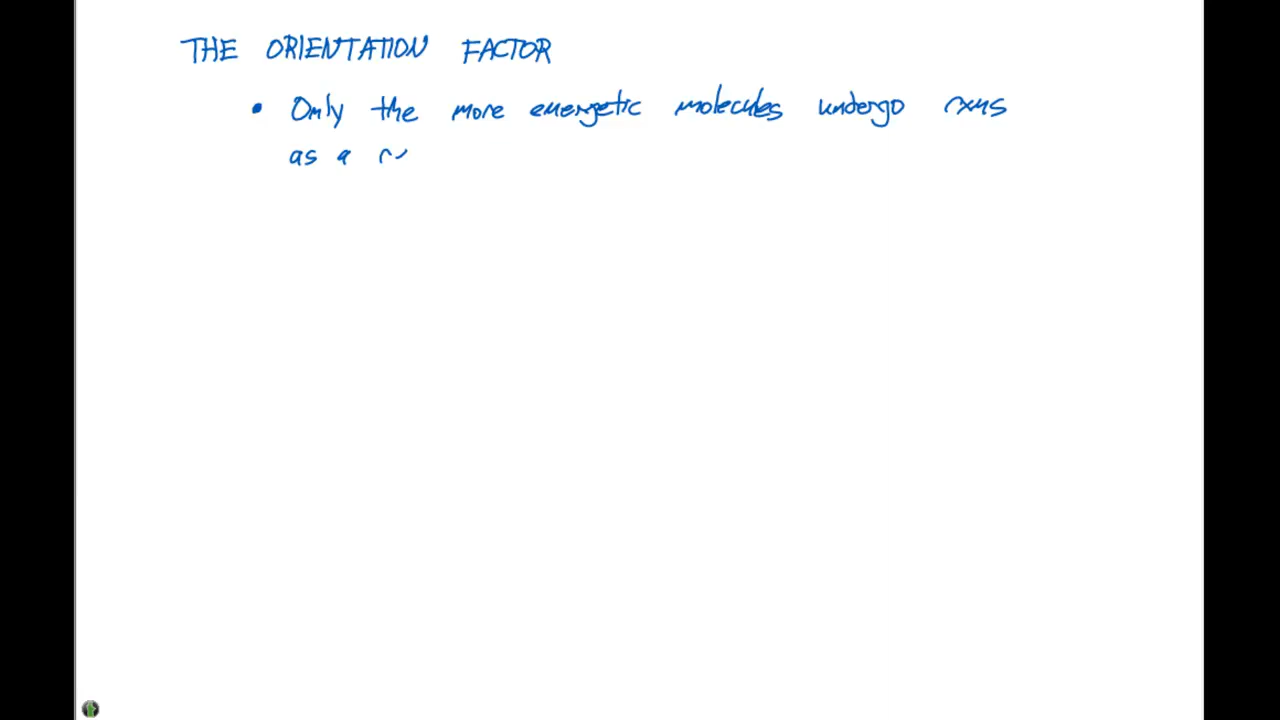 THE ORIENTATION FACTOR
• Only the more energetic molecules undergo rxns
as a